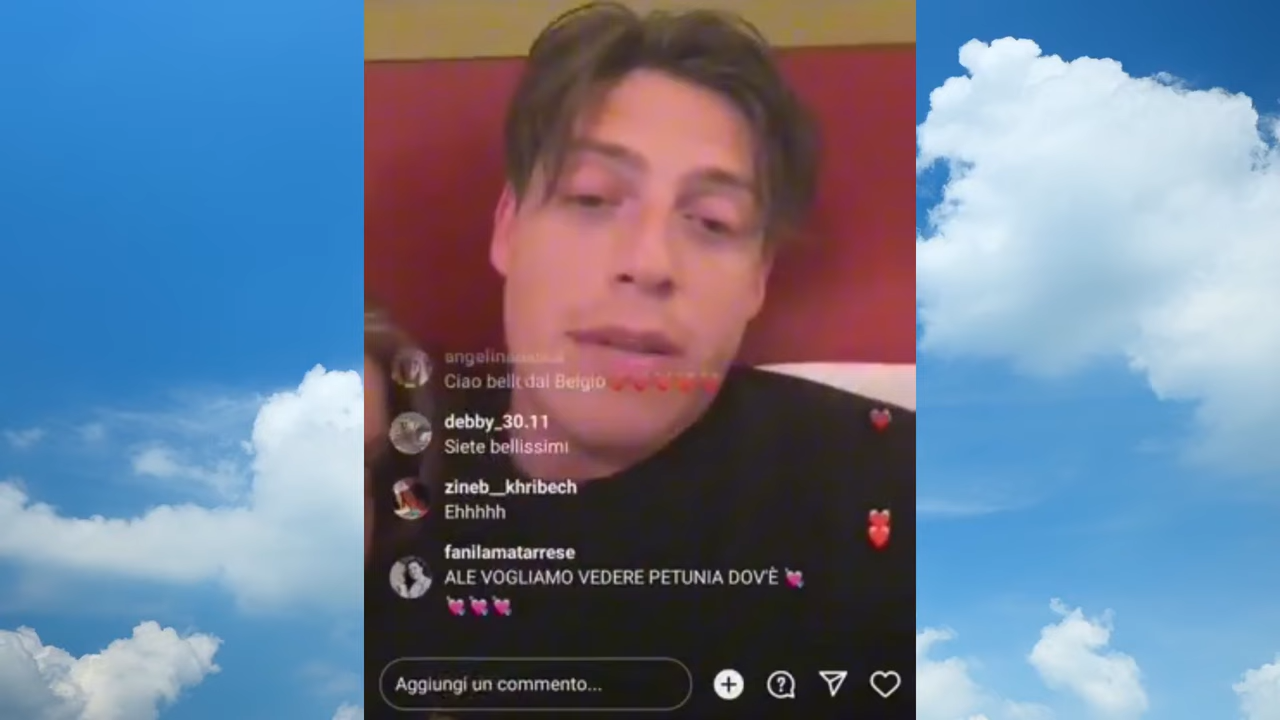 Ciao belli dal Belgio
debby_30.11
Siete bellissimi
zineb__khribech
Ehhhhh
fanilamatarrese
ALE VOGLIAMO VEDERE PETUNIA DOV'È 💘
💘💘💘
Aggiungi un commento...